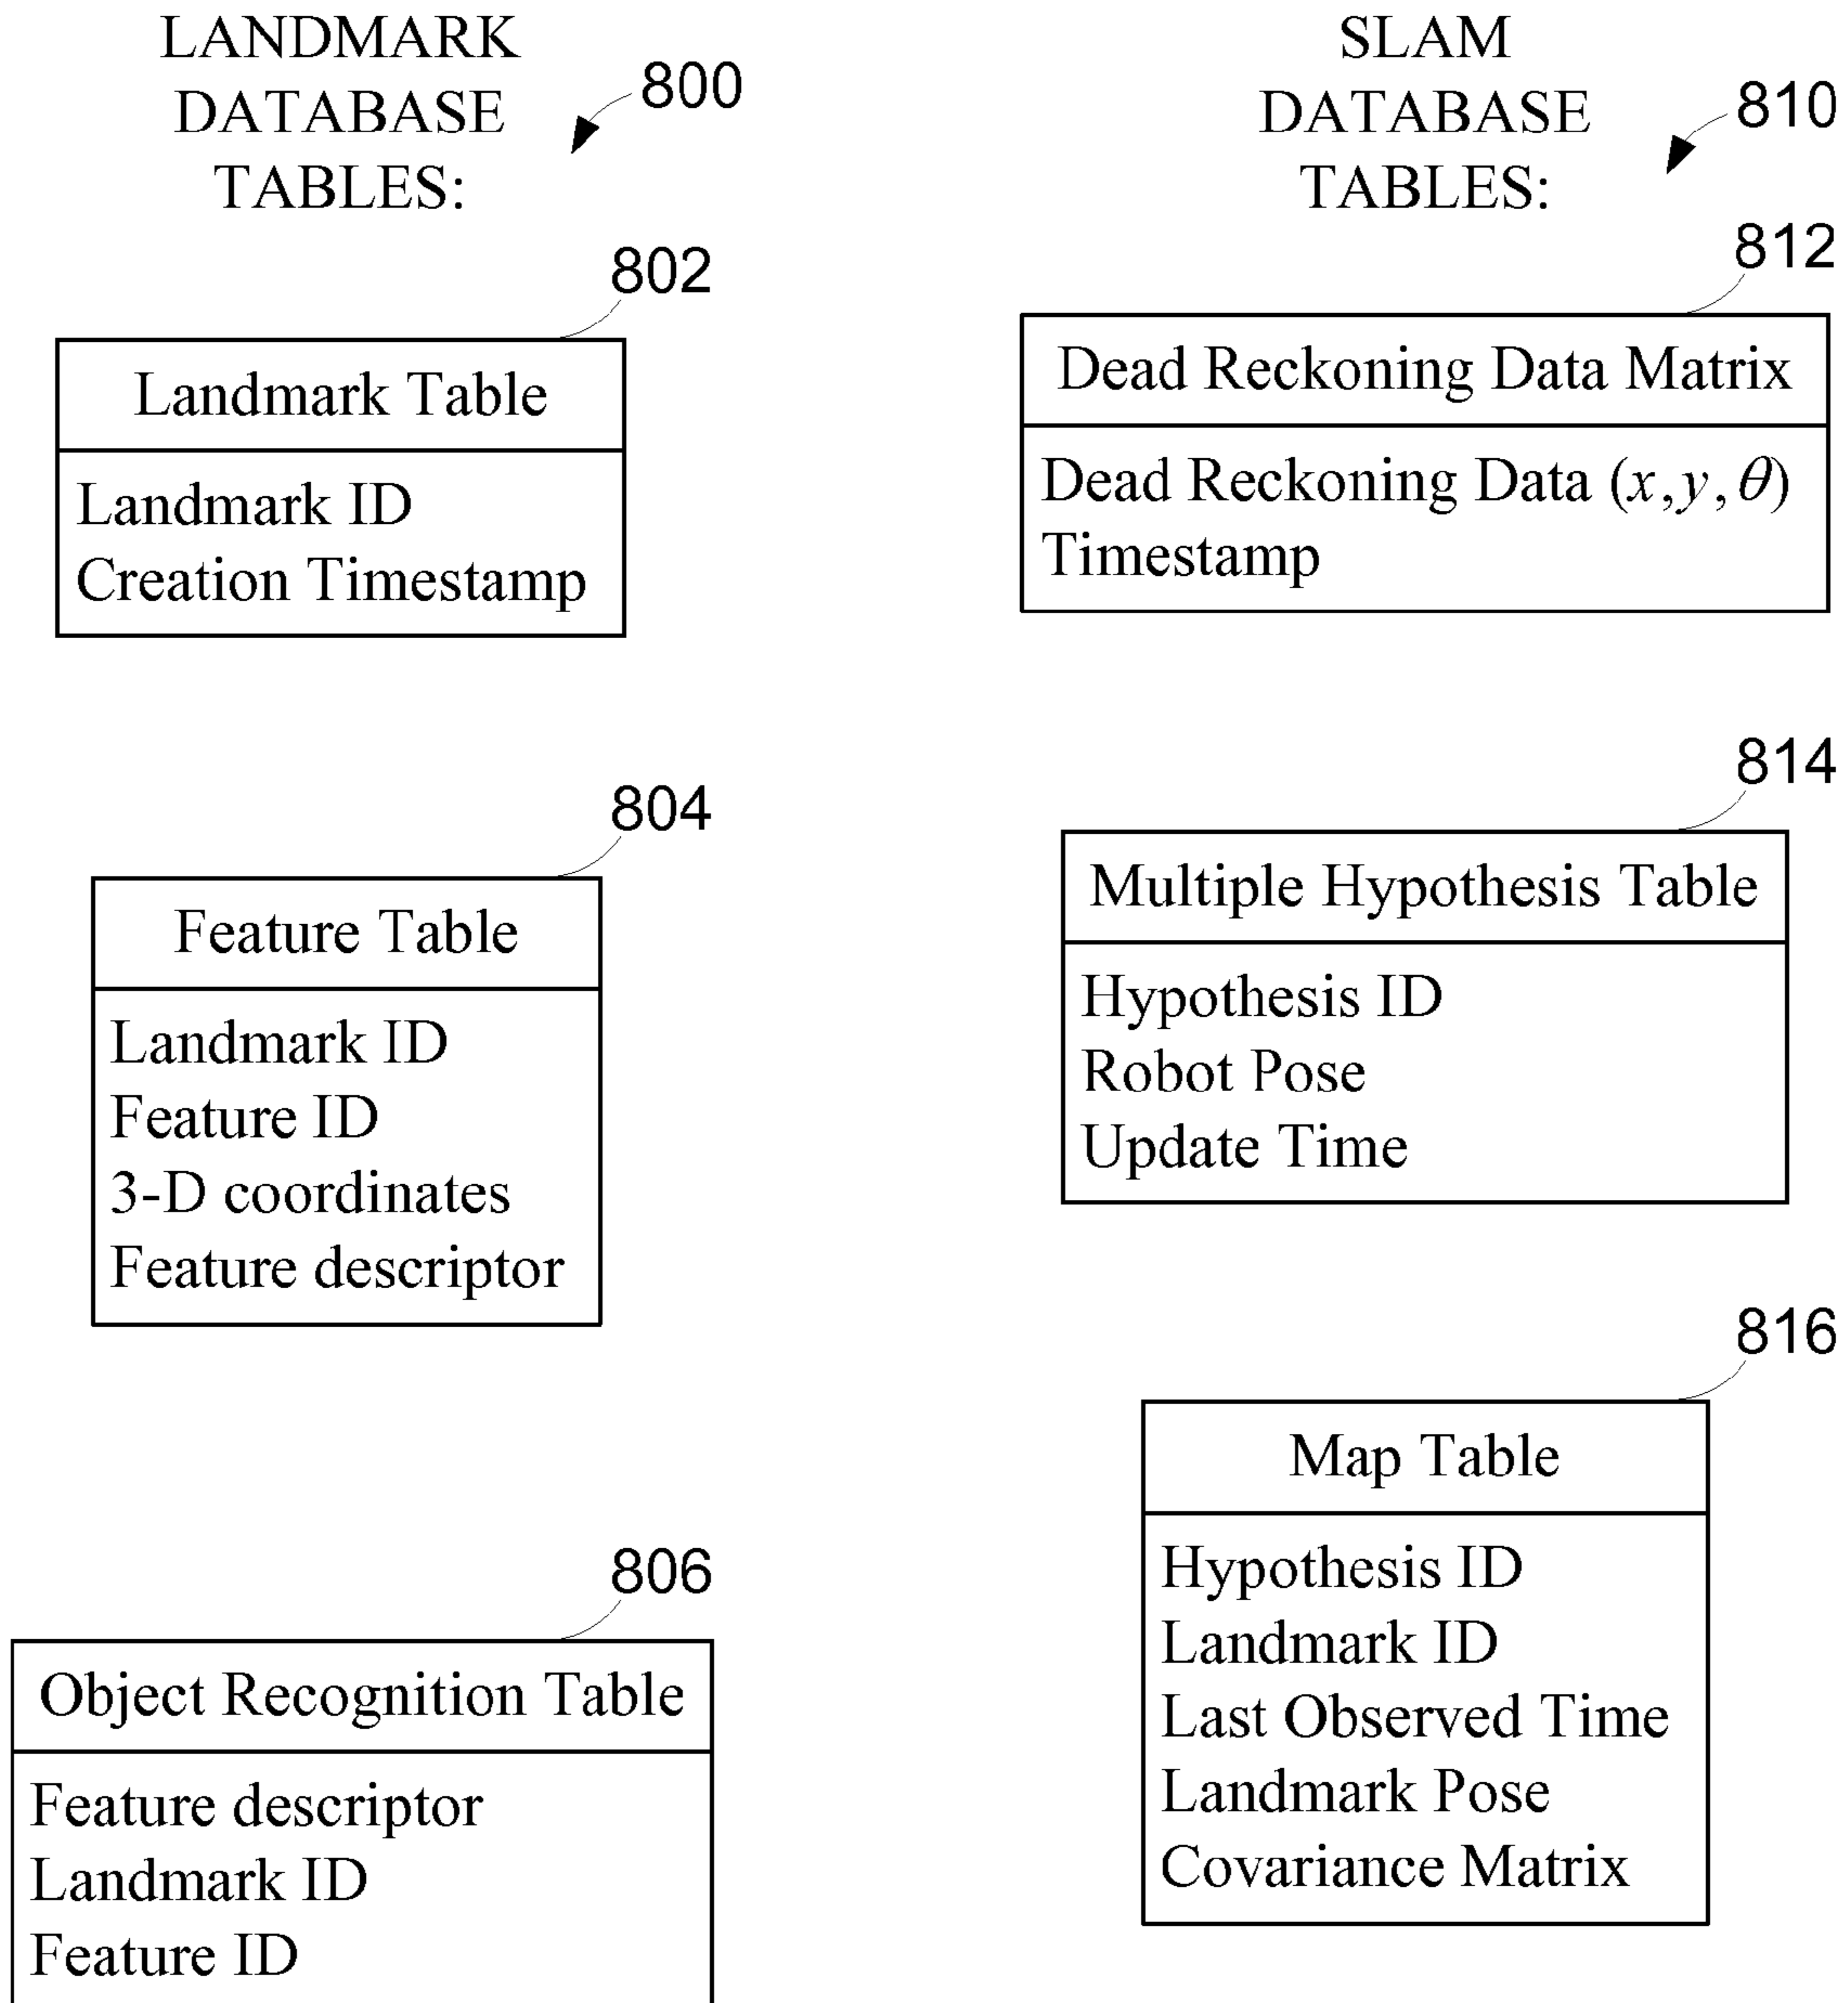 LANDMARK
DATABASE
TABLES:
800
802
Landmark Table
Landmark ID
Creation Timestamp
804
Feature Table
Landmark ID
Feature ID
3-D coordinates
Feature descriptor
806
Object Recognition Table
Feature descriptor
Landmark ID
Feature ID
SLAM
DATABASE
TABLES:
810
812
Dead Reckoning Data Matrix
Dead Reckoning Data (x,y,θ)
Timestamp
814
Multiple Hypothesis Table
Hypothesis ID
Robot Pose
Update Time
816
Map Table
Hypothesis ID
Landmark ID
Last Observed Time
Landmark Pose
Covariance Matrix